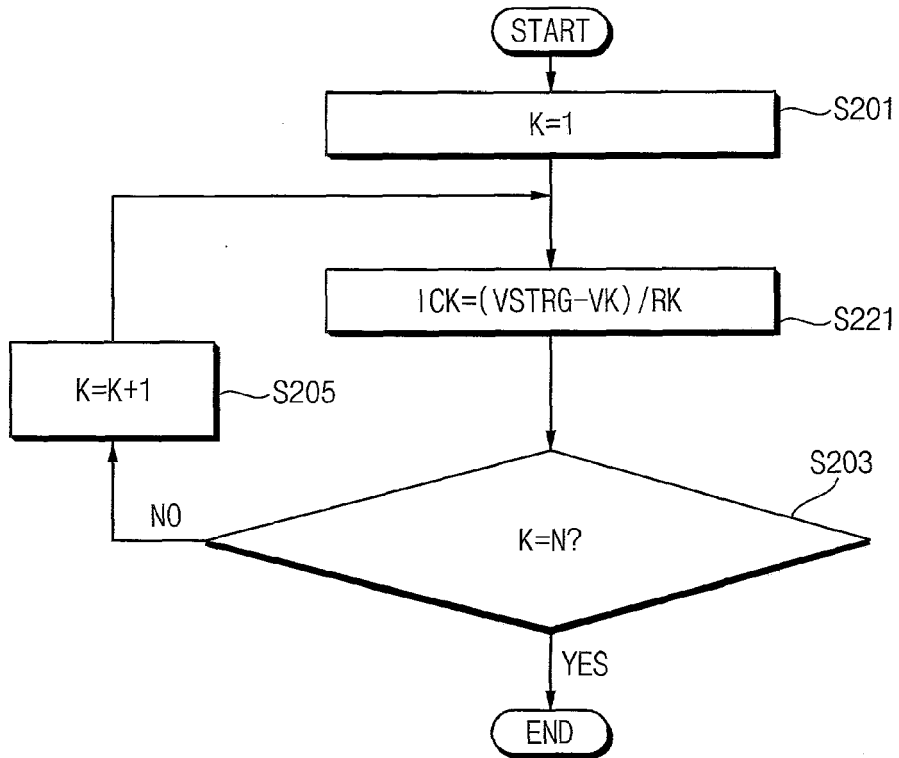 START
K=1
S201
ICK=(VSTRG-VK)/RK
S221
K=K+1
S205
S203
NO
K=N?
YES
END